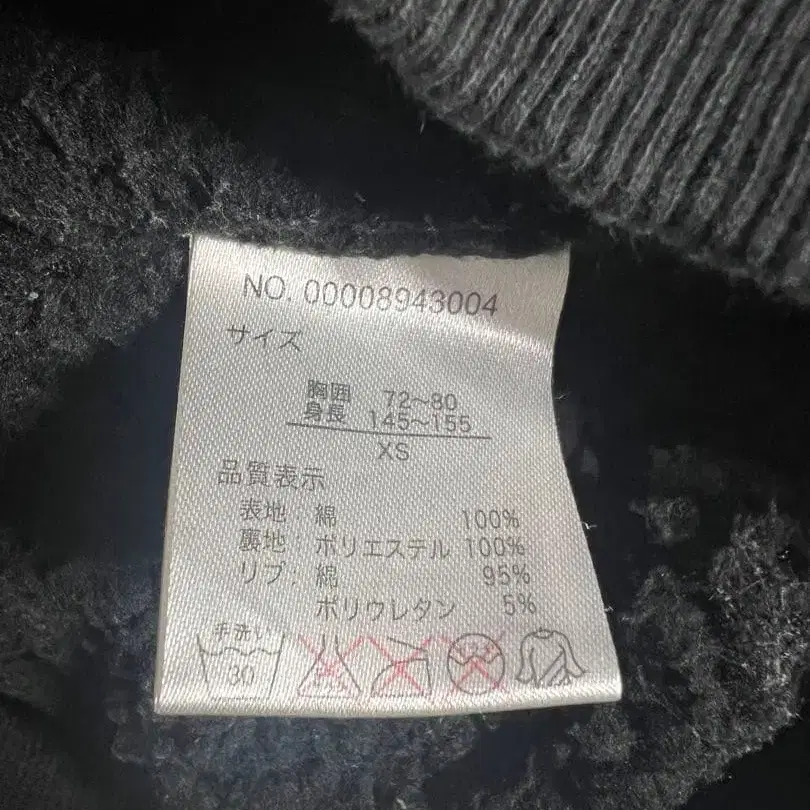 NO. 00008943004
サイズ
胸囲 72~80
身長 145~155
XS
品質表示
表地: 綿 100%
裏地: ポリエステル 100%
リブ: 綿 95%
ポリウレタン 5%
手洗い
30